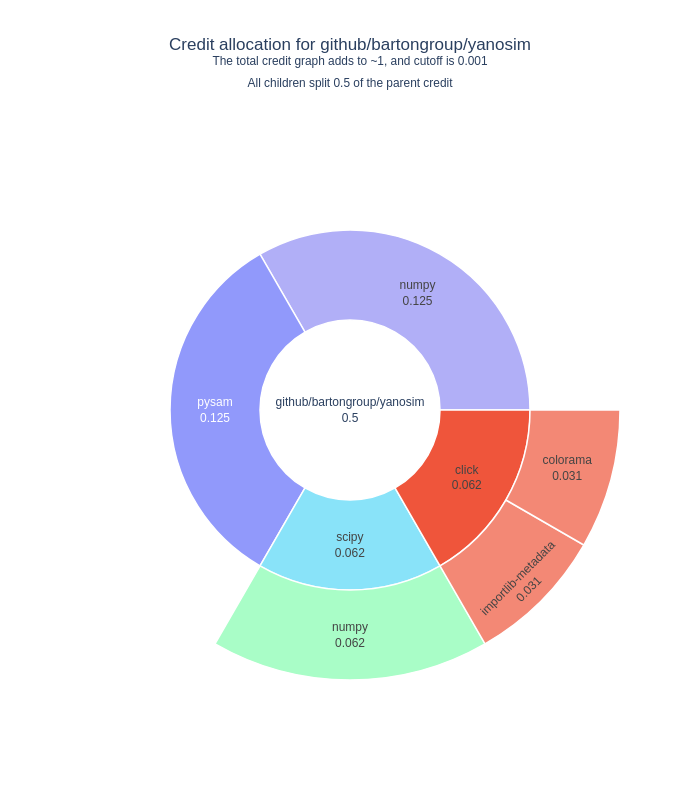 Credit allocation for github/bartongroup/yanosim
The total credit graph adds to ~1, and cutoff is 0.001
All children split 0.5 of the parent credit
numpy
0.125
pysam
0.125
github/bartongroup/yanosim
0.5
click
0.062
colorama
0.031
scipy
0.062
importlib-metadata
0.031
numpy
0.062